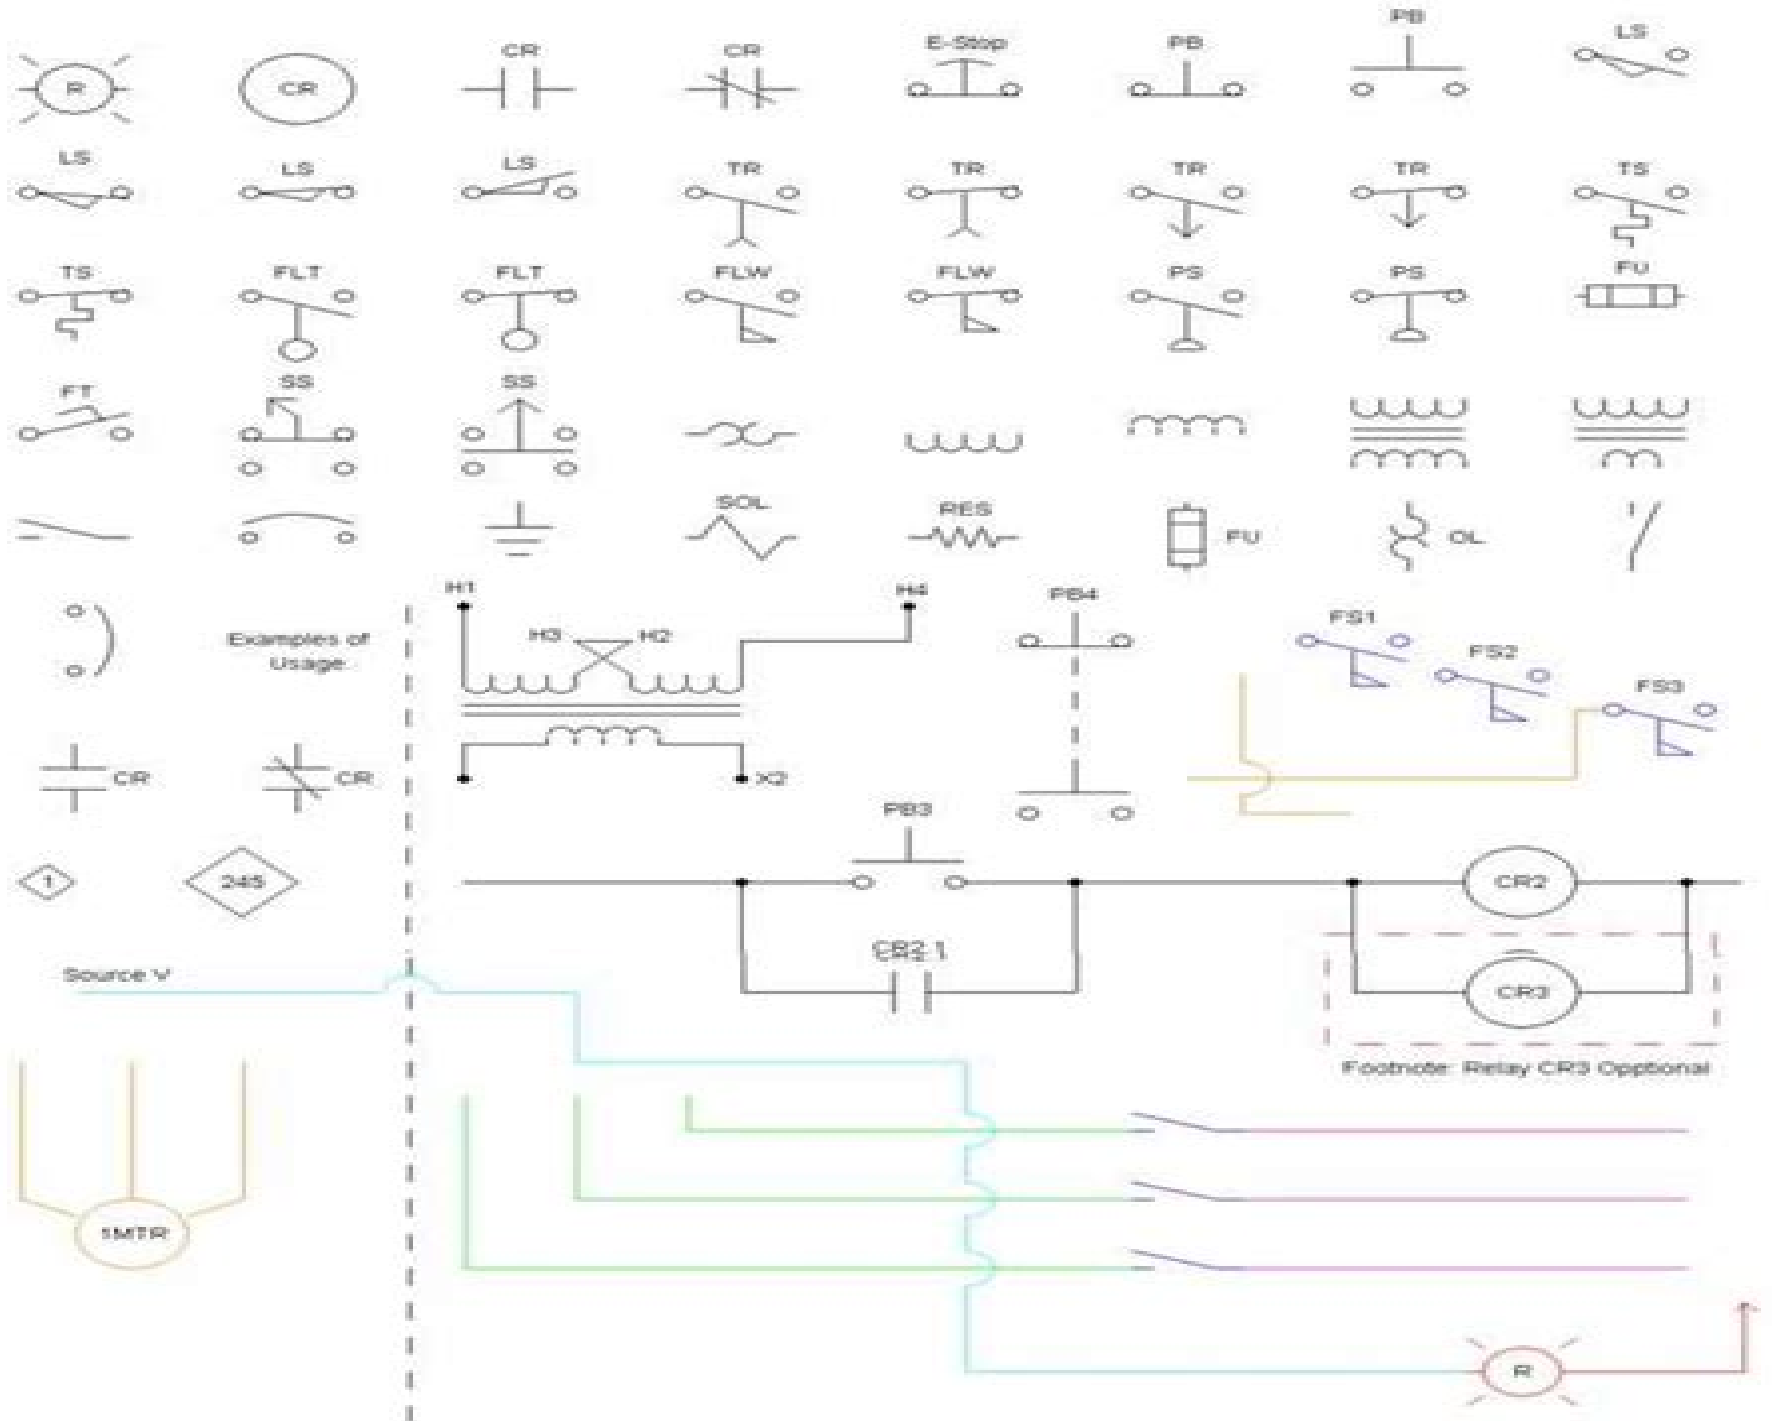 R CR CR CR E-Stop PB PB LS
LS LS LS TR TR TR TR TS
TS FLT FLT FLW FLW PS PS FU
FT SS SS
SOL RES FU OL
H1 H4 PB4 FS1
Examples of
Usage
H3 H2 FS2
FS3
CR CR X2
PB3
1 245 CR2
CR2.1
Source V
CR3
Footnote: Relay CR3 Opptional
1MTR
R